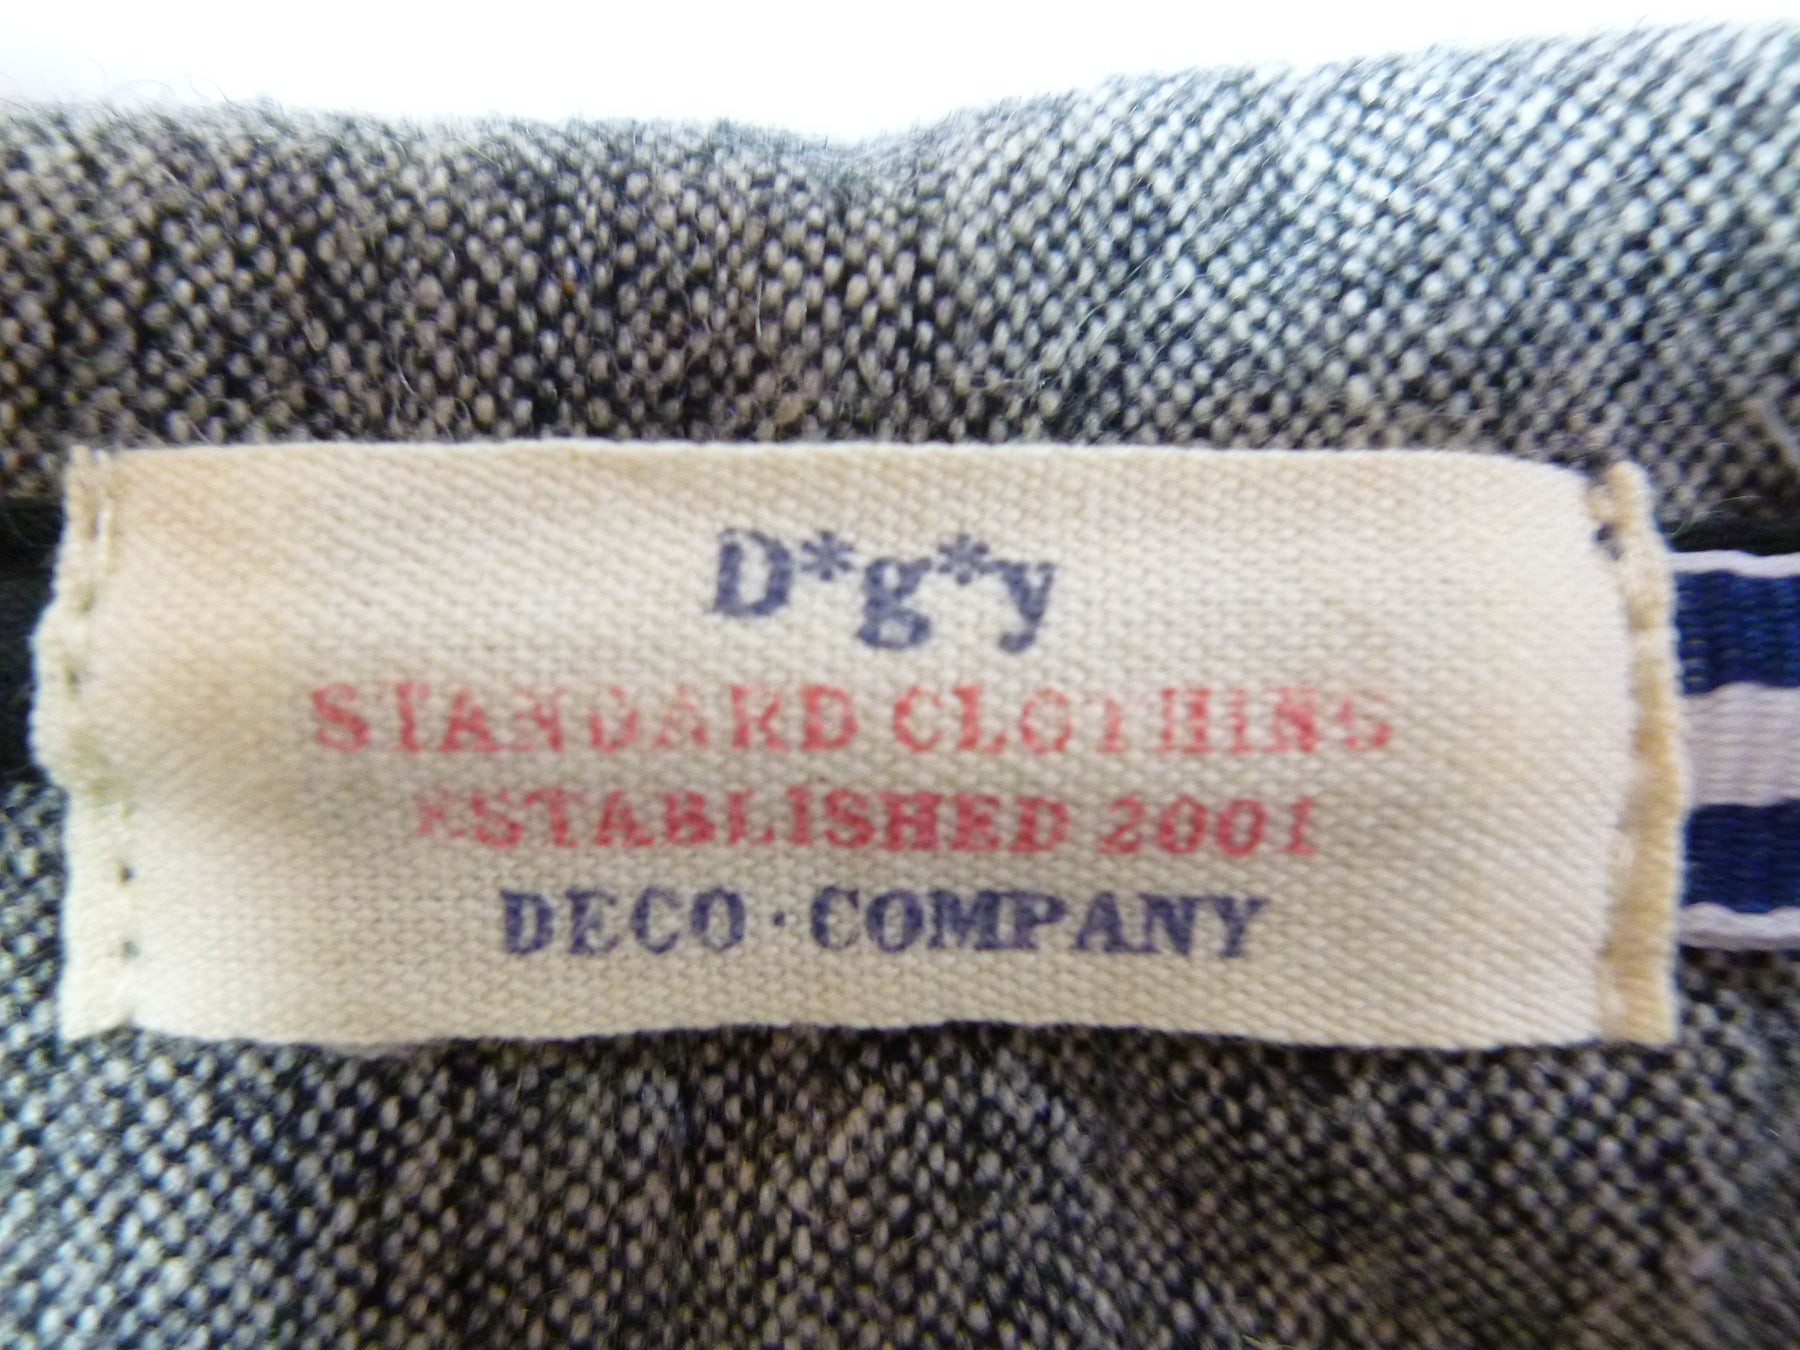 D*g*y
STANDARD CLOTHING
ESTABLISHED 2001
DECO·COMPANY